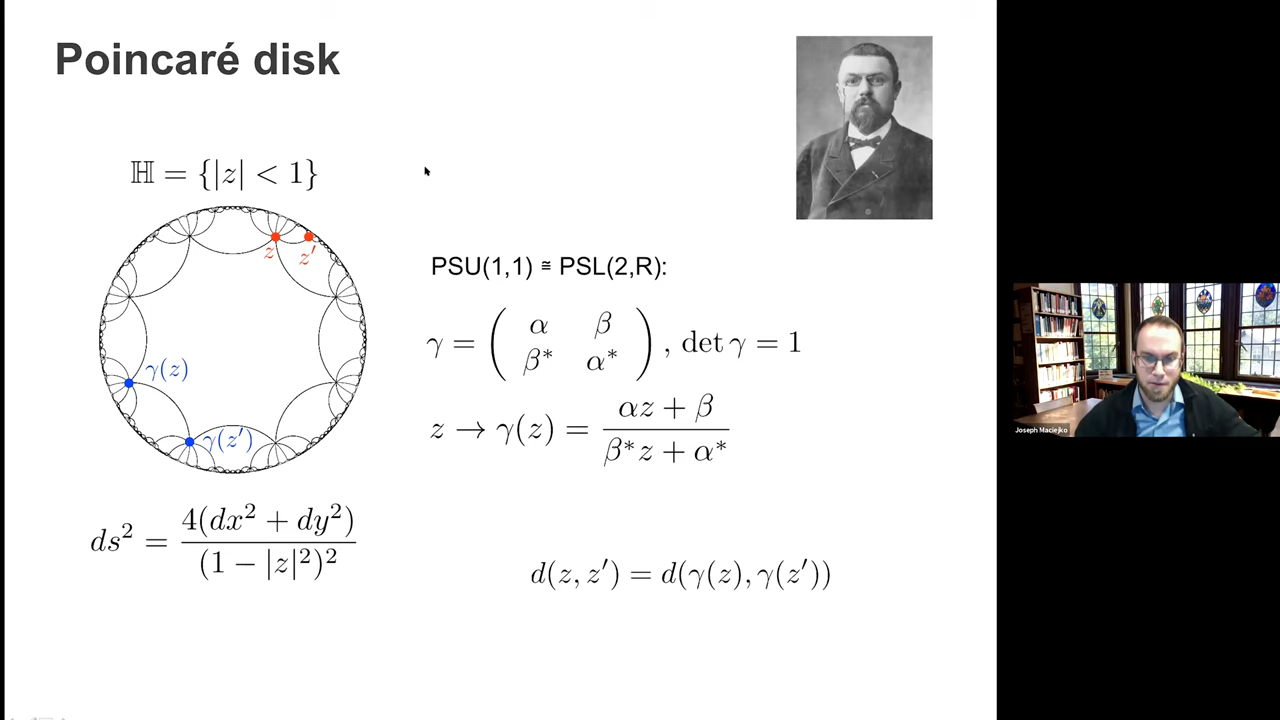 Poincaré disk
ℍ = {|z| < 1}
z z′
γ(z)
γ(z′)
ds² = 4(dx² + dy²) / (1 − |z|²)²
PSU(1,1) ≅ PSL(2,R):
γ = ( α β ; β* α* ) , det γ = 1
z → γ(z) = (αz + β) / (β*z + α*)
d(z, z′) = d(γ(z), γ(z′))
Joseph Maciejko